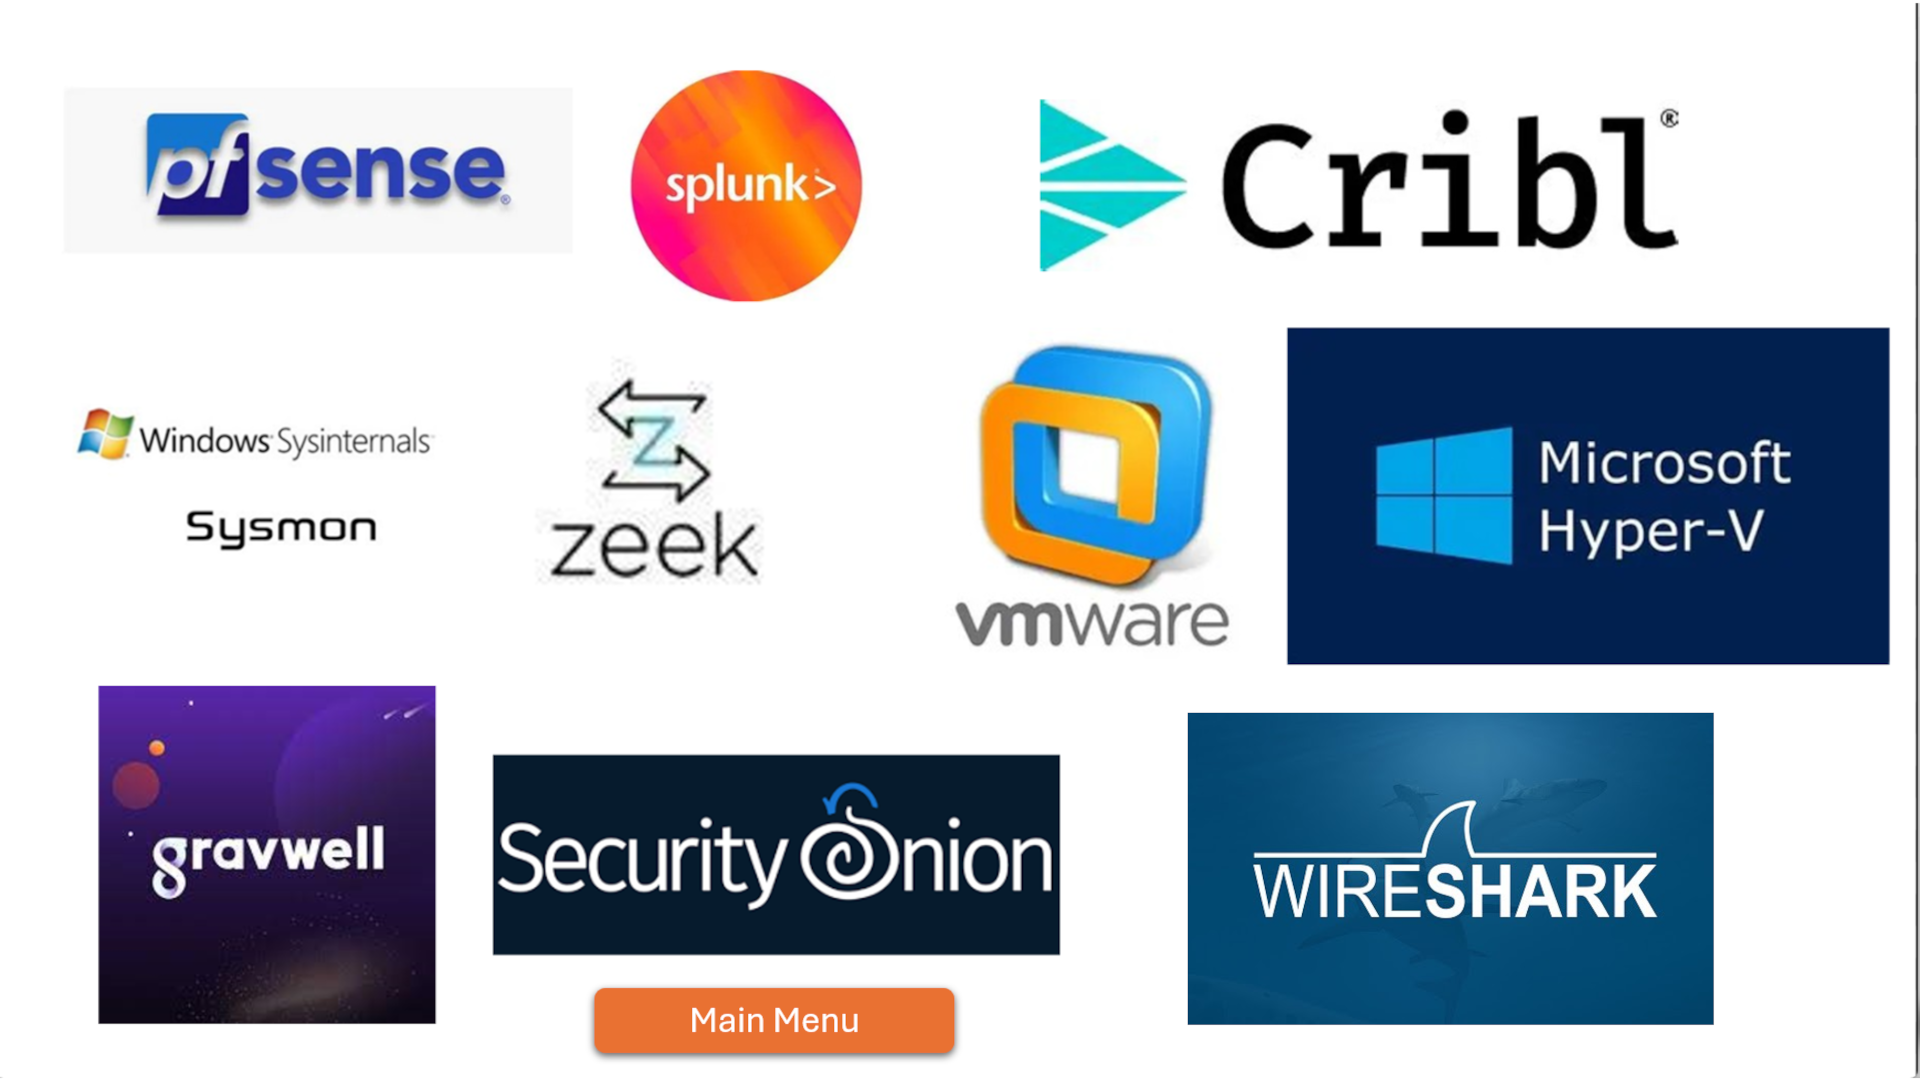 pfsense®
splunk>
Cribl®
Windows Sysinternals
Sysmon
zeek
vmware
Microsoft
Hyper-V
gravwell
Security Onion
WIRESHARK
Main Menu